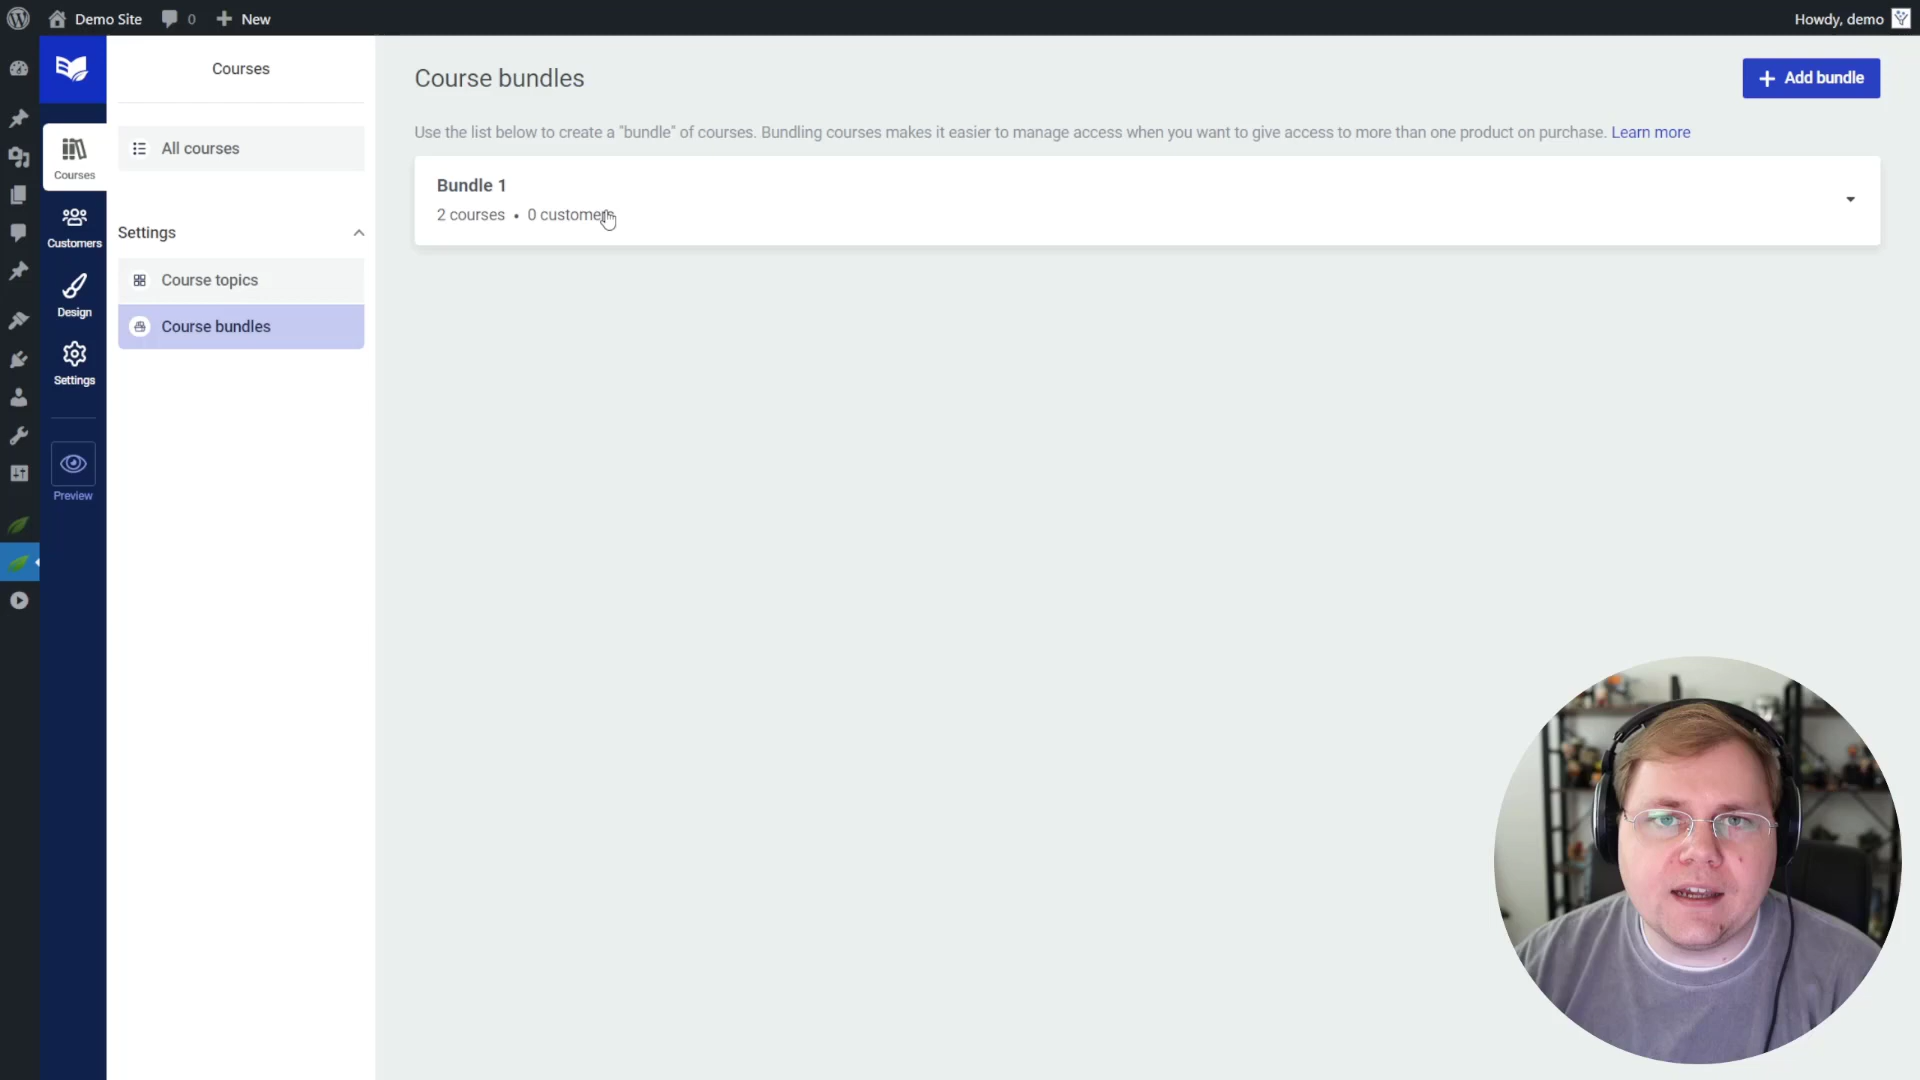 Demo Site
0
New
Howdy, demo
Courses
All courses
Settings
Course topics
Course bundles
Courses
Customers
Design
Settings
Preview
Course bundles
Add bundle
Use the list below to create a "bundle" of courses. Bundling courses makes it easier to manage access when you want to give access to more than one product on purchase. Learn more
Bundle 1
2 courses • 0 customers